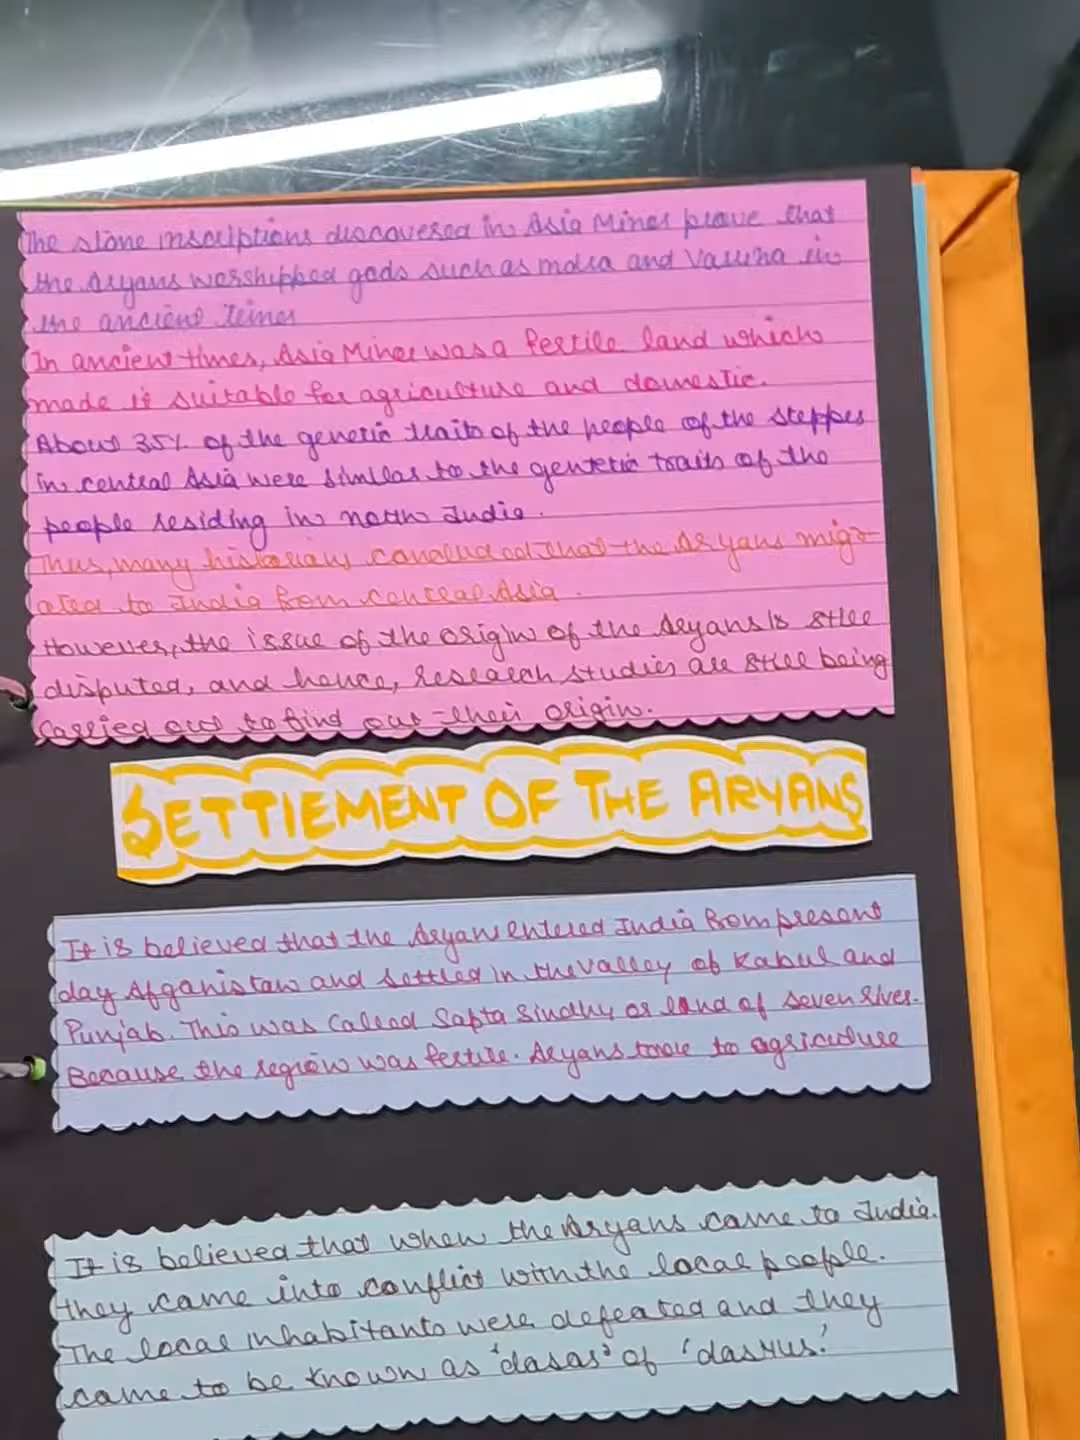 The stone inscriptions discovered in Asia Minor prove that
the Aryans worshipped gods such as Indra and Varuna in
the ancient times
In ancient times, Asia Minor was a fertile land which
made it suitable for agriculture and domestic.
About 35% of the genetic traits of the people of the steppes
in central Asia were similar to the gentetic traits of the
people residing in north India.
Thus, many historians concluded that the Aryans migr
ated to India from central Asia.
However, the issue of the origin of the Aryans is still
disputed, and hence, research studies are still being
carried out to find out their origin.
SETTlEMENT OF THE ARYANS
It is believed that the Aryans entered India from present
day Afganistan and settled in the valley of Kabul and
Punjab. This was called Sapta Sindhu or land of seven rivers.
Because the region was fertile. Aryans took to agriculture
It is believed that when the Aryans came to India.
they came into conflict with the local people.
The local inhabitants were defeated and they
came to be known as 'dasas' of 'dasyus.'